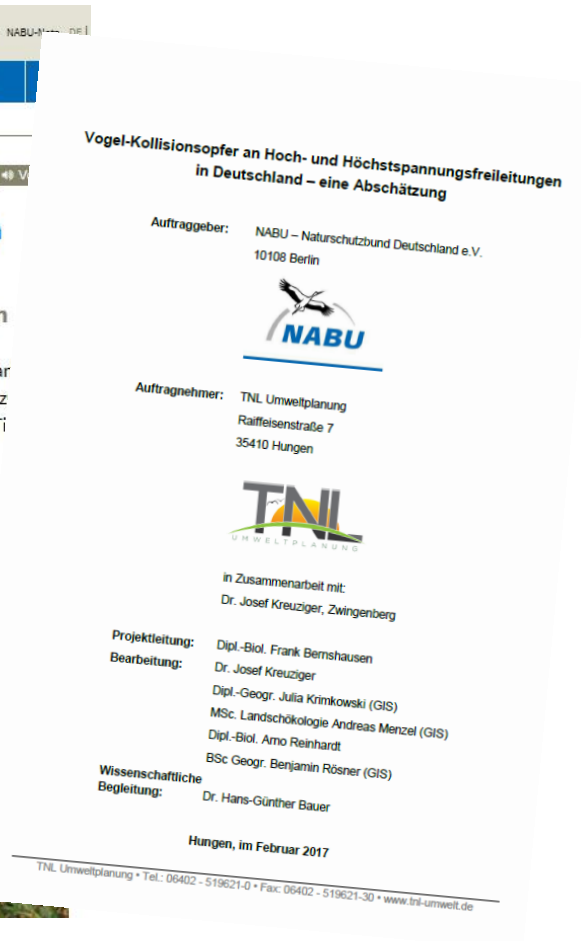 NABU-Netz DE |
Vogel-Kollisionsopfer an Hoch- und Höchstspannungsfreileitungen
in Deutschland – eine Abschätzung
Auftraggeber: NABU – Naturschutzbund Deutschland e.V.
10108 Berlin
NABU
Auftragnehmer: TNL Umweltplanung
Raiffeisenstraße 7
35410 Hungen
TNL
UMWELTPLANUNG
in Zusammenarbeit mit:
Dr. Josef Kreuziger, Zwingenberg
Projektleitung: Dipl.-Biol. Frank Bernshausen
Bearbeitung: Dr. Josef Kreuziger
Dipl.-Geogr. Julia Krimkowski (GIS)
MSc. Landschökologie Andreas Menzel (GIS)
Dipl.-Biol. Arno Reinhardt
BSc Geogr. Benjamin Rösner (GIS)
Wissenschaftliche
Begleitung: Dr. Hans-Günther Bauer
Hungen, im Februar 2017
TNL Umweltplanung • Tel.: 06402 - 519621-0 • Fax: 06402 - 519621-30 • www.tnl-umwelt.de